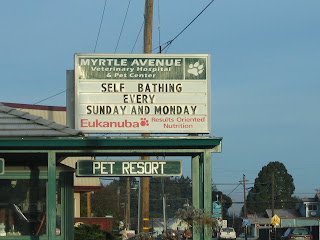 MYRTLE AVENUE
Veterinary Hospital
& Pet Center
SELF BATHING
EVERY
SUNDAY AND MONDAY
Eukanuba Results Oriented
Nutrition
PET RESORT